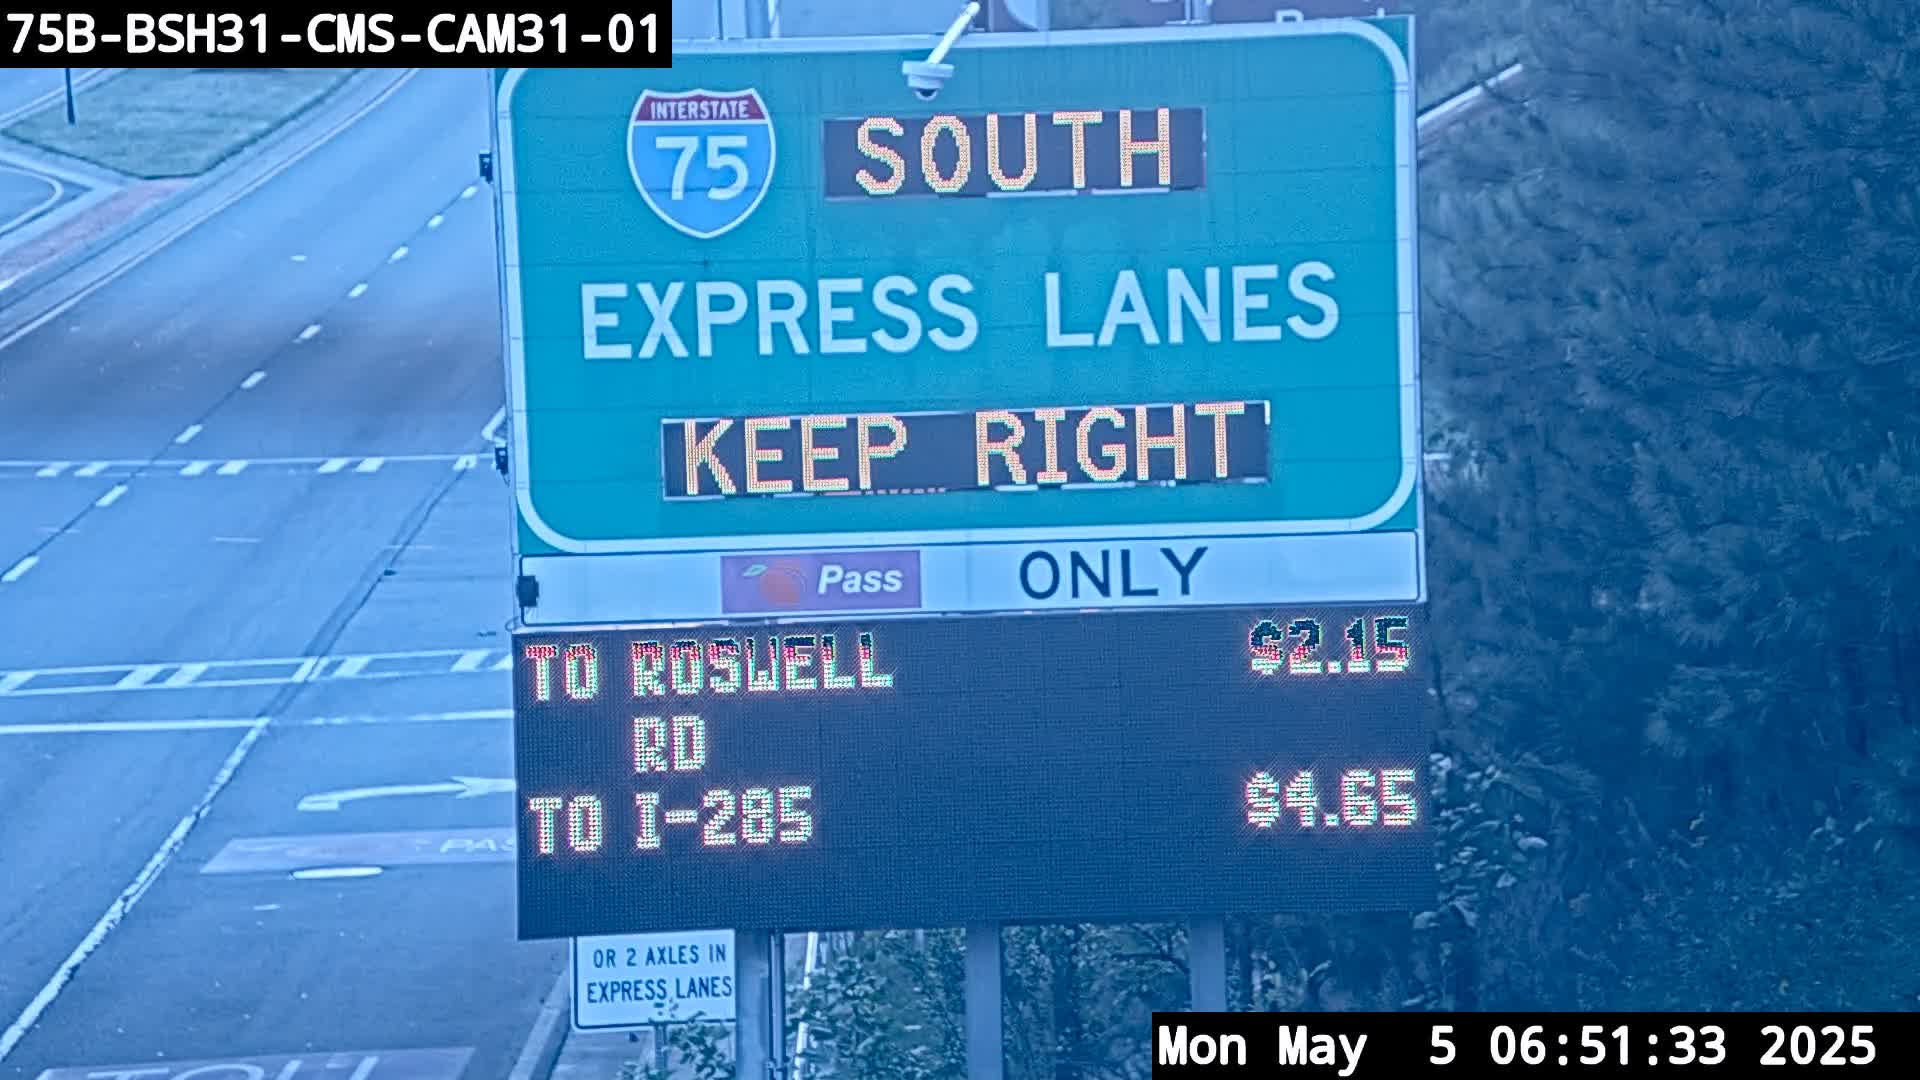 75B-BSH31-CMS-CAM31-01
INTERSTATE
75
SOUTH
EXPRESS LANES
KEEP RIGHT
Pass ONLY
TO ROSWELL $2.15
RD
TO I-285 $4.65
OR 2 AXLES IN
EXPRESS LANES
Mon May 5 06:51:33 2025